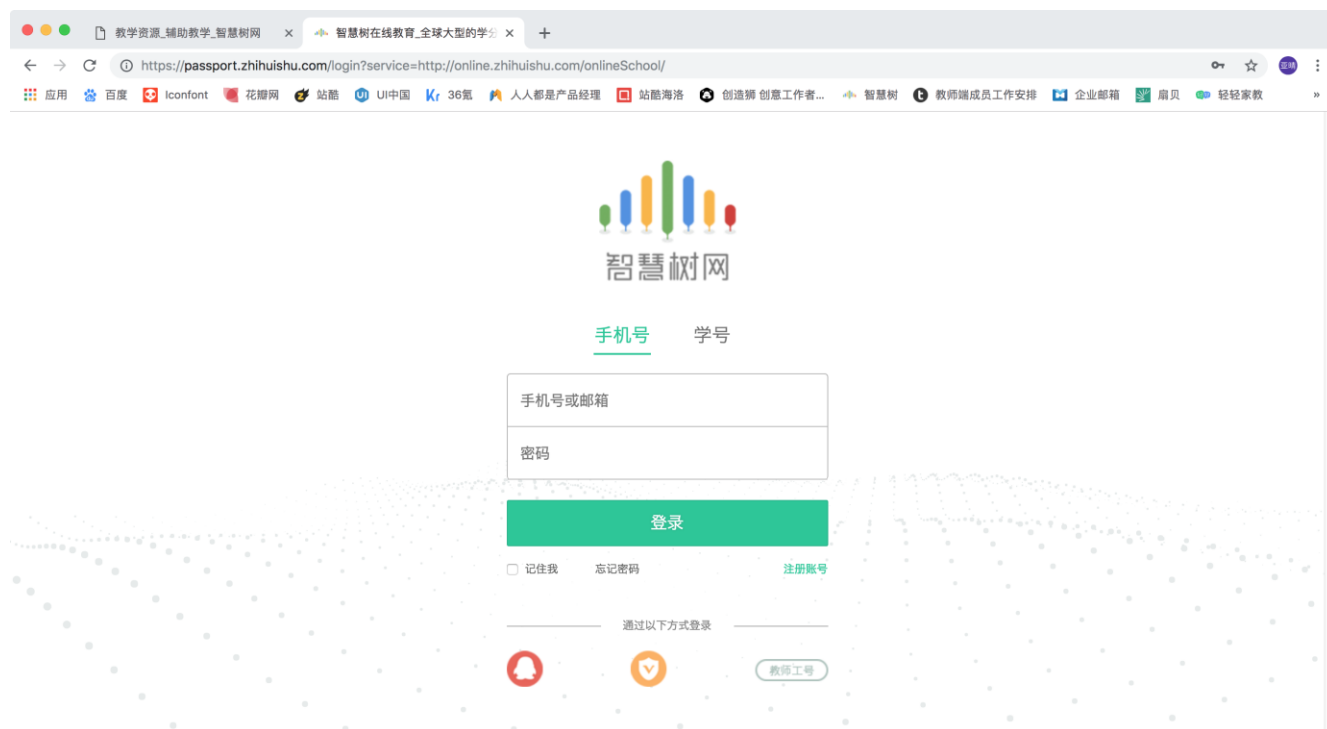 教学资源_辅助教学_智慧树网 智慧树在线教育_全球大型的学分
https://passport.zhihuishu.com/login?service=http://online.zhihuishu.com/onlineSchool/
应用 百度 Iconfont 花瓣网 站酷 UI中国 36氪 人人都是产品经理 站酷海洛 创造狮 创意工作者... 智慧树 教师端成员工作安排 企业邮箱 扇贝 轻轻家教 »
智慧树网
手机号 学号
手机号或邮箱
密码
登录
记住我 忘记密码 注册账号
通过以下方式登录
教师工号